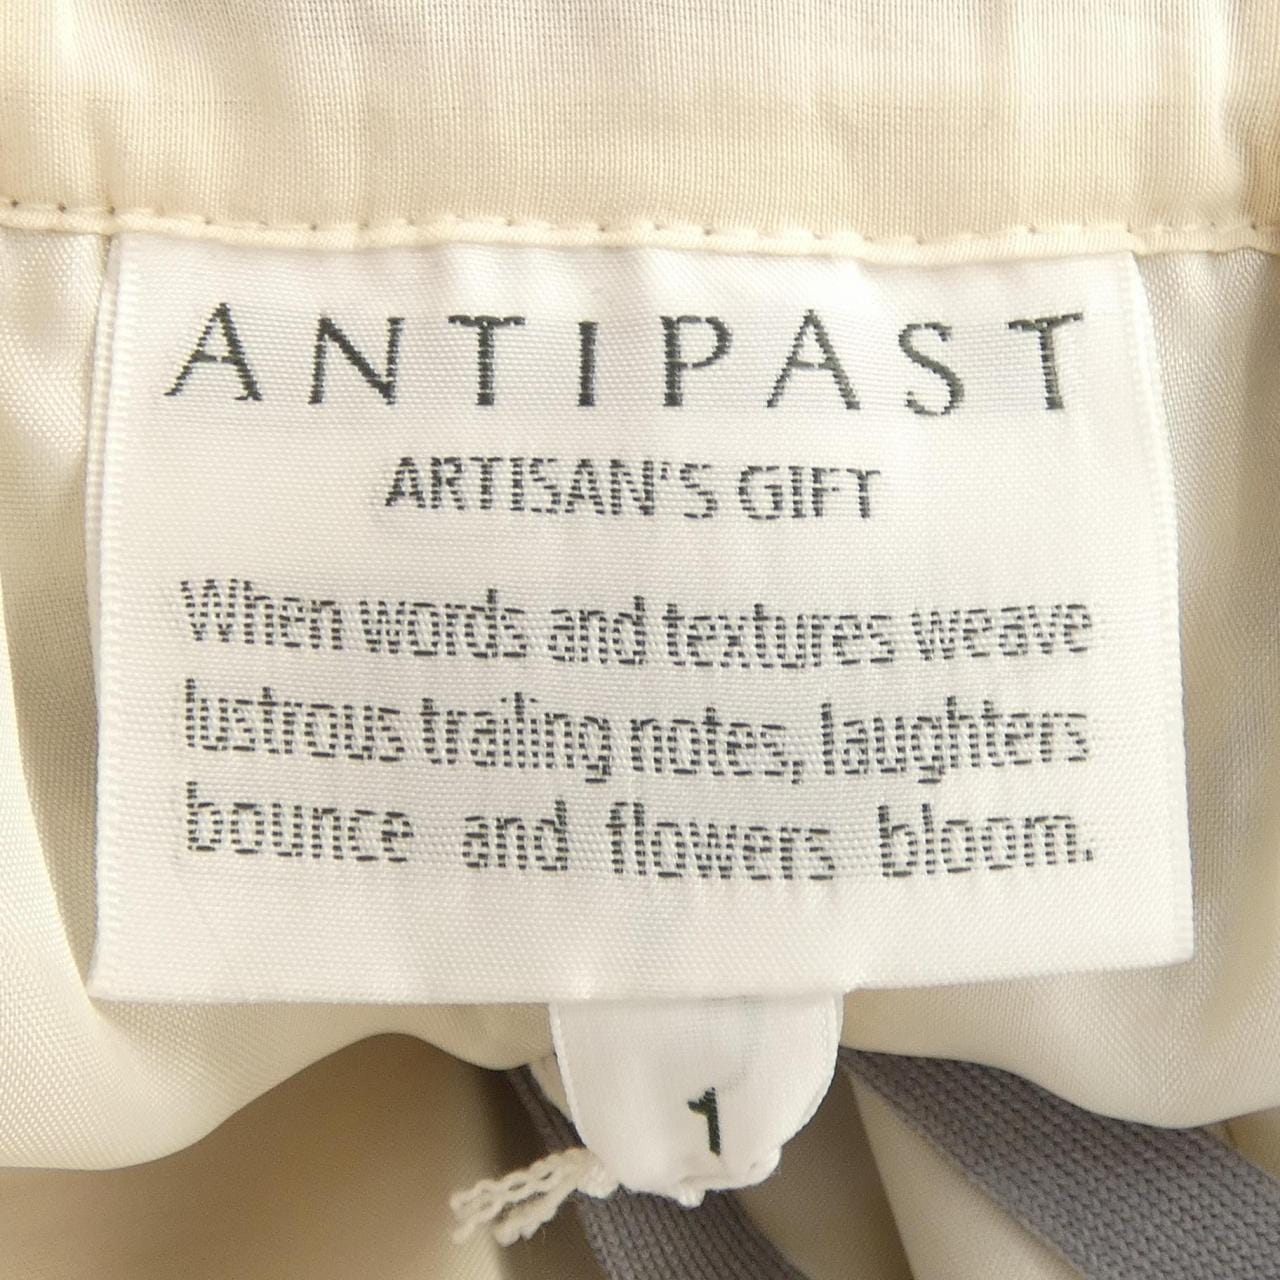 ANTIPAST
ARTISAN'S GIFT
When words and textures weave
lustrous trailing notes, laughters
bounce and flowers bloom.
1